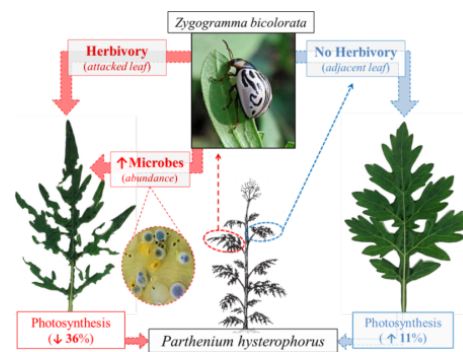 Zygogramma bicolorata
Herbivory
(attacked leaf)
No Herbivory
(adjacent leaf)
↑Microbes
(abundance)
Photosynthesis
(↓ 36%)
Parthenium hysterophorus
Photosynthesis
(↑ 11%)